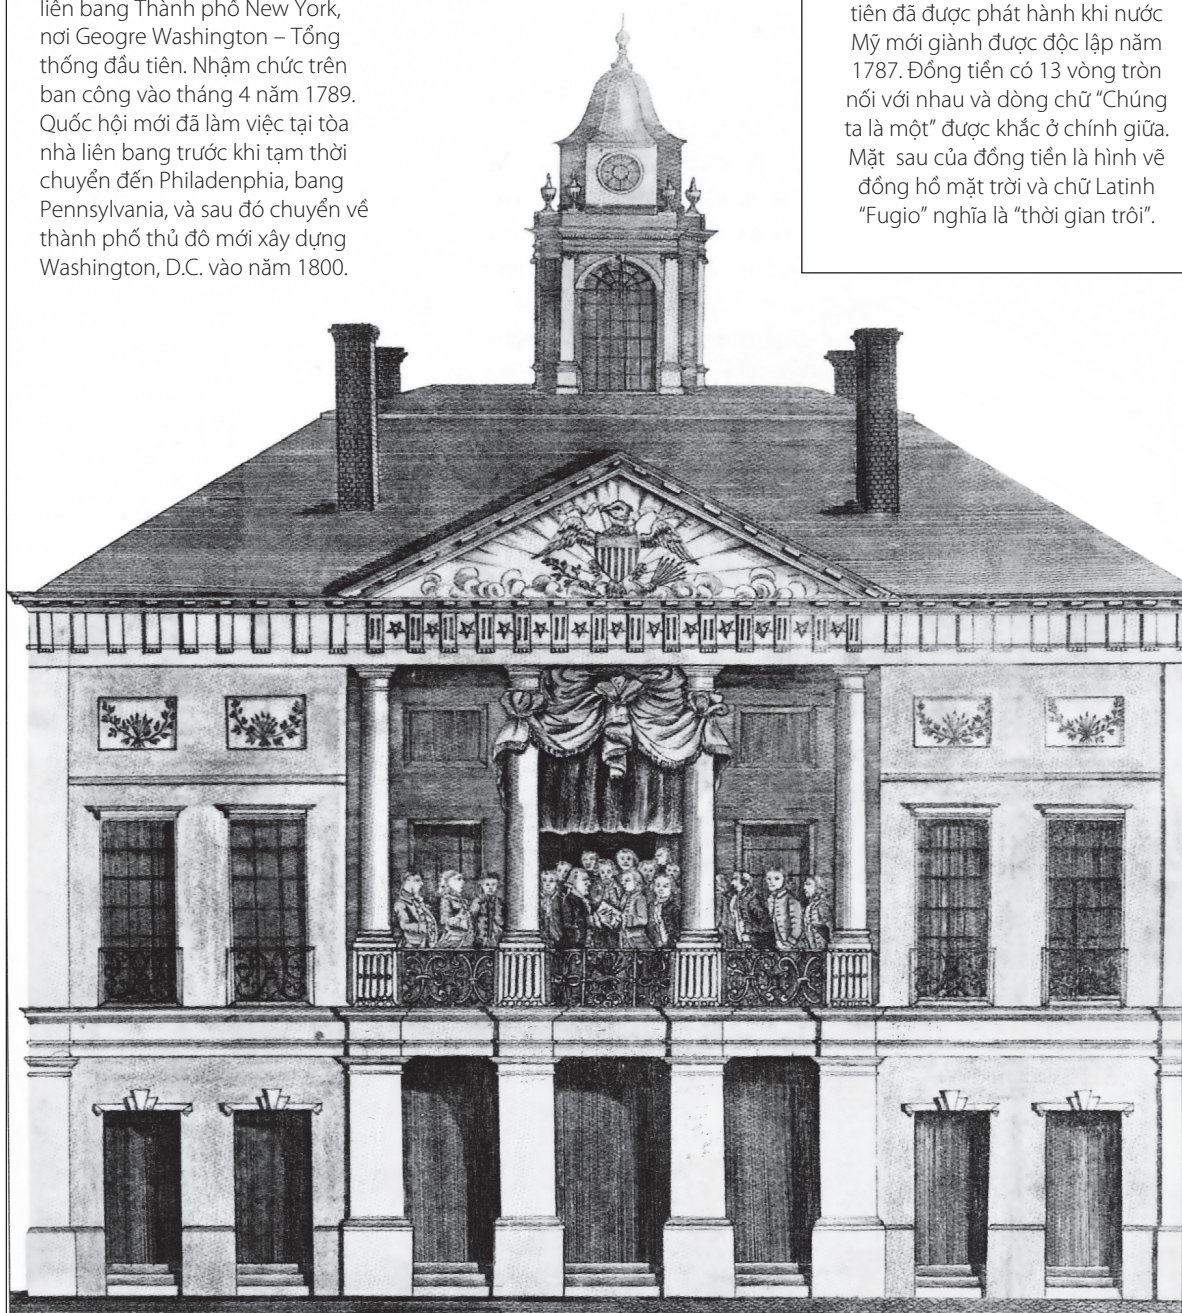 liên bang Thành phố New York,
nơi Geogre Washington – Tổng
thống đầu tiên. Nhậm chức trên
ban công vào tháng 4 năm 1789.
Quốc hội mới đã làm việc tại tòa
nhà liên bang trước khi tạm thời
chuyển đến Philadenphia, bang
Pennsylvania, và sau đó chuyển về
thành phố thủ đô mới xây dựng
Washington, D.C. vào năm 1800.
tiên đã được phát hành khi nước
Mỹ mới giành được độc lập năm
1787. Đồng tiền có 13 vòng tròn
nối với nhau và dòng chữ “Chúng
ta là một” được khắc ở chính giữa.
Mặt sau của đồng tiền là hình vẽ
đồng hồ mặt trời và chữ Latinh
“Fugio” nghĩa là “thời gian trôi”.